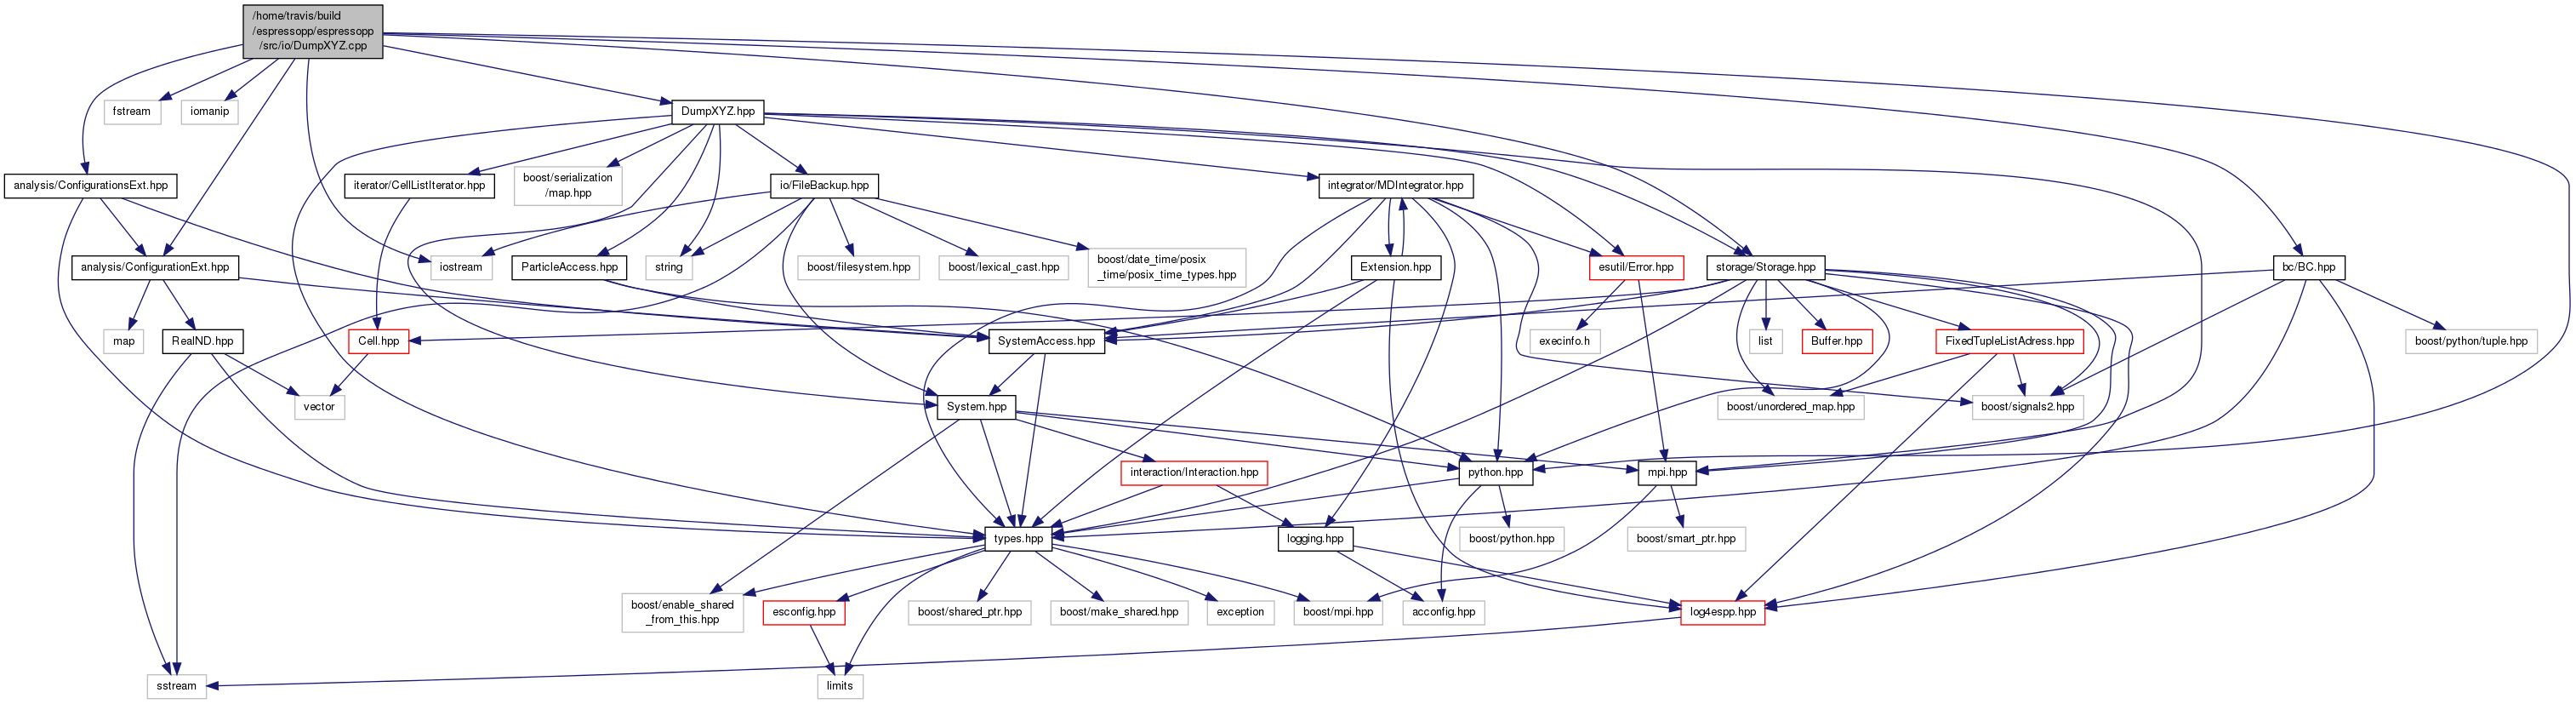 /home/travis/build
/espressopp/espressopp
/src/io/DumpXYZ.cpp
fstream
iomanip
DumpXYZ.hpp
analysis/ConfigurationsExt.hpp
iterator/CellListIterator.hpp
boost/serialization
/map.hpp
io/FileBackup.hpp
integrator/MDIntegrator.hpp
analysis/ConfigurationExt.hpp
iostream
ParticleAccess.hpp
string
boost/filesystem.hpp
boost/lexical_cast.hpp
boost/date_time/posix
_time/posix_time_types.hpp
Extension.hpp
esutil/Error.hpp
storage/Storage.hpp
bc/BC.hpp
map
RealND.hpp
Cell.hpp
SystemAccess.hpp
execinfo.h
list
Buffer.hpp
FixedTupleListAdress.hpp
boost/python/tuple.hpp
vector
System.hpp
boost/unordered_map.hpp
boost/signals2.hpp
interaction/Interaction.hpp
python.hpp
mpi.hpp
types.hpp
logging.hpp
boost/python.hpp
boost/smart_ptr.hpp
boost/enable_shared
_from_this.hpp
esconfig.hpp
boost/shared_ptr.hpp
boost/make_shared.hpp
exception
boost/mpi.hpp
acconfig.hpp
log4espp.hpp
sstream
limits